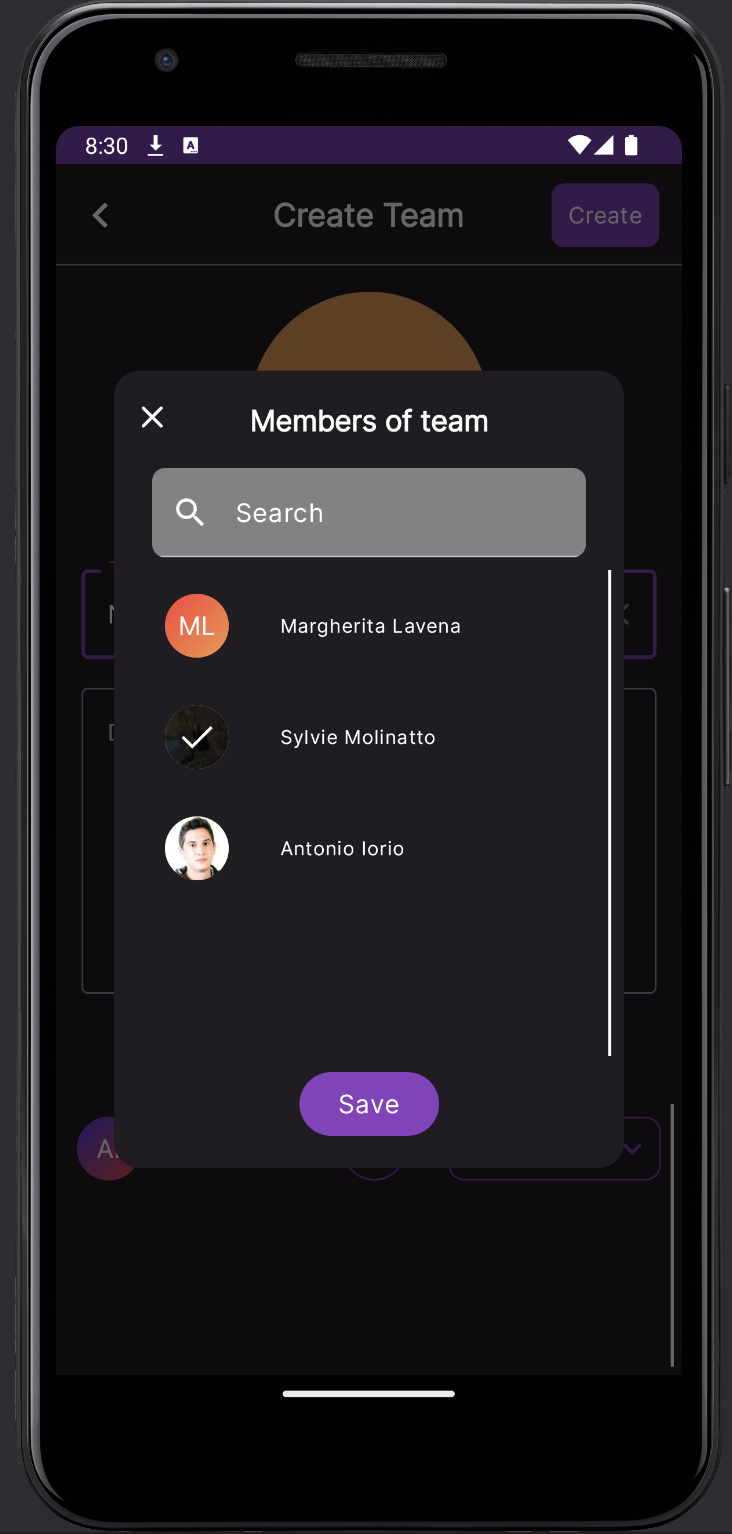 8:30
Create Team
Create
Members of team
Search
ML
Margherita Lavena
Sylvie Molinatto
Antonio Iorio
Save